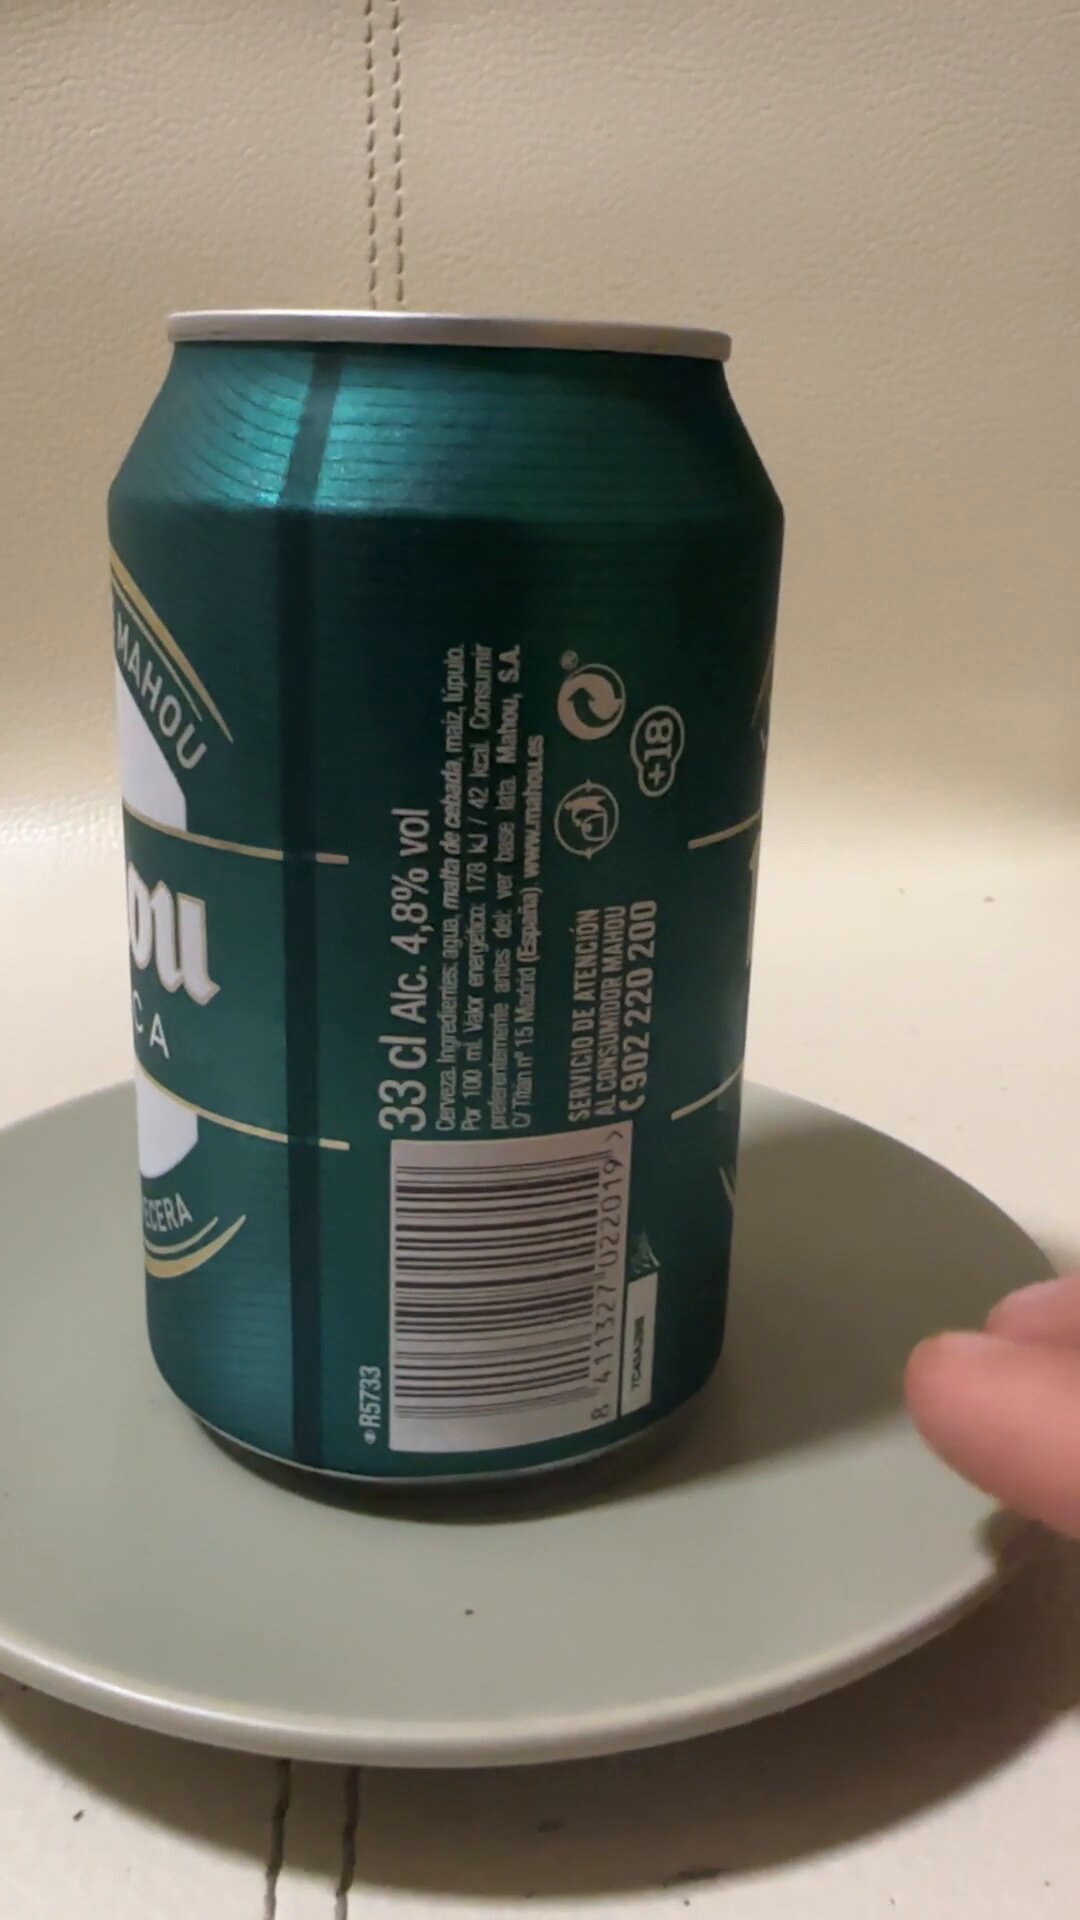 MAHOU
ou
CA
ECERA
33 cl Alc. 4,8% vol
Cerveza. Ingredientes: agua, malta de cebada, maíz, lúpulo.
Por 100 ml. Valor energético: 178 kJ / 42 kcal. Consumir
preferentemente antes del: ver base lata. Mahou, S.A.
C/ Titán nº 15 Madrid (España). www.mahou.es
+18
SERVICIO DE ATENCIÓN
AL CONSUMIDOR MAHOU
902 220 200
8 411327 022019 >
R5733